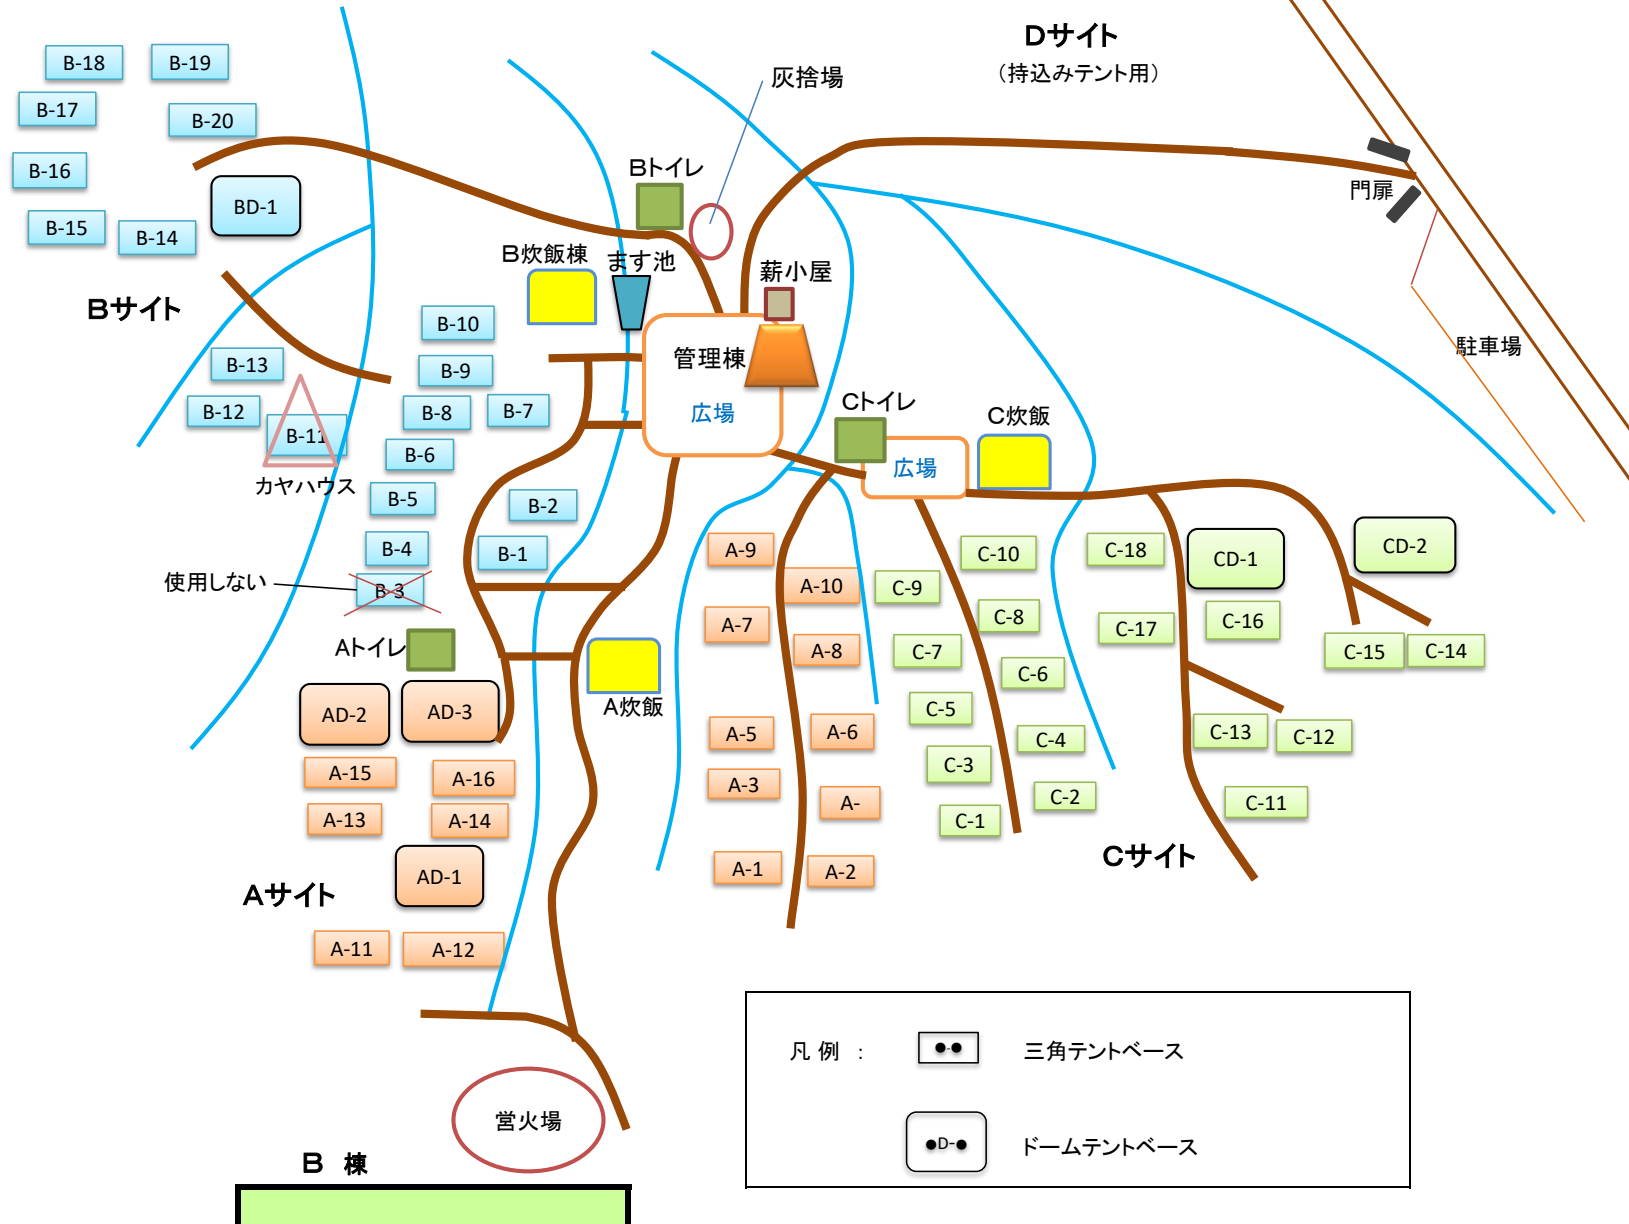 Dサイト
(持込みテント用)
灰捨場
B-18
B-19
B-17
B-20
B-16
BD-1
B-15
B-14
Bトイレ
門扉
B炊飯棟
ます池
薪小屋
Bサイト
B-10
管理棟
駐車場
B-13
B-9
B-12
B-8
B-7
広場
Cトイレ
C炊飯
B-11
B-6
広場
カヤハウス
B-5
B-2
B-4
B-1
A-9
C-10
C-18
CD-1
CD-2
使用しない
B-3
A-10
C-9
A-7
C-8
C-17
C-16
Aトイレ
A-8
C-7
C-15
C-14
C-6
A炊飯
AD-2
AD-3
C-5
A-5
A-6
C-4
C-13
C-12
A-15
A-16
A-3
C-3
A-
C-2
C-11
A-13
A-14
C-1
Cサイト
A-1
A-2
AD-1
Aサイト
A-11
A-12
凡 例 :
●-●
三角テントベース
営火場
●D-●
ドームテントベース
B 棟